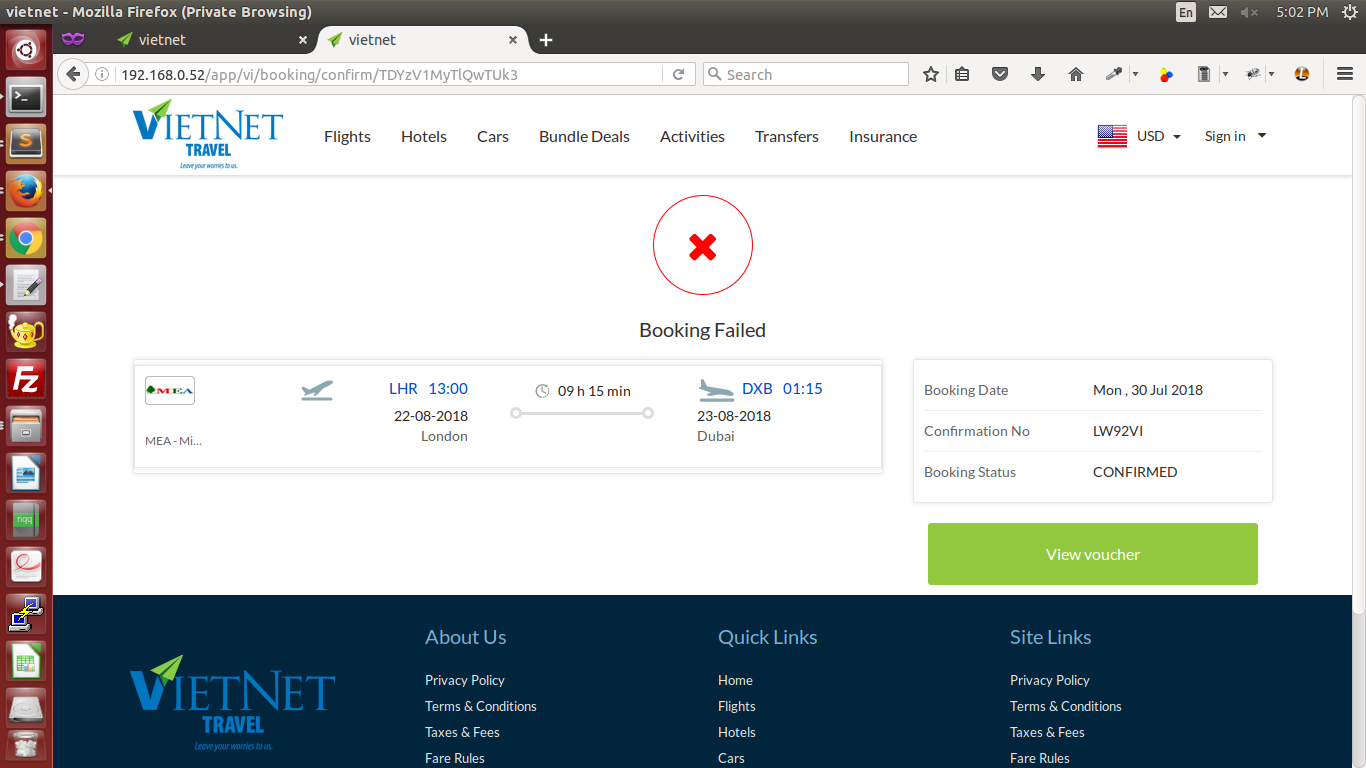 vietnet - Mozilla Firefox (Private Browsing)
En
5:02 PM
vietnet
vietnet
192.168.0.52/app/vi/booking/confirm/TDYzV1MyTlQwTUk3
Search
VIETNET
TRAVEL
Leave your worries to us.
Flights
Hotels
Cars
Bundle Deals
Activities
Transfers
Insurance
USD
Sign in
Booking Failed
MEA
MEA - Mi...
LHR 13:00
22-08-2018
London
09 h 15 min
DXB 01:15
23-08-2018
Dubai
Booking Date Mon , 30 Jul 2018
Confirmation No LW92VI
Booking Status CONFIRMED
View voucher
VIETNET
TRAVEL
Leave your worries to us.
About Us
Privacy Policy
Terms & Conditions
Taxes & Fees
Fare Rules
Quick Links
Home
Flights
Hotels
Cars
Site Links
Privacy Policy
Terms & Conditions
Taxes & Fees
Fare Rules
S
Fz
nqq